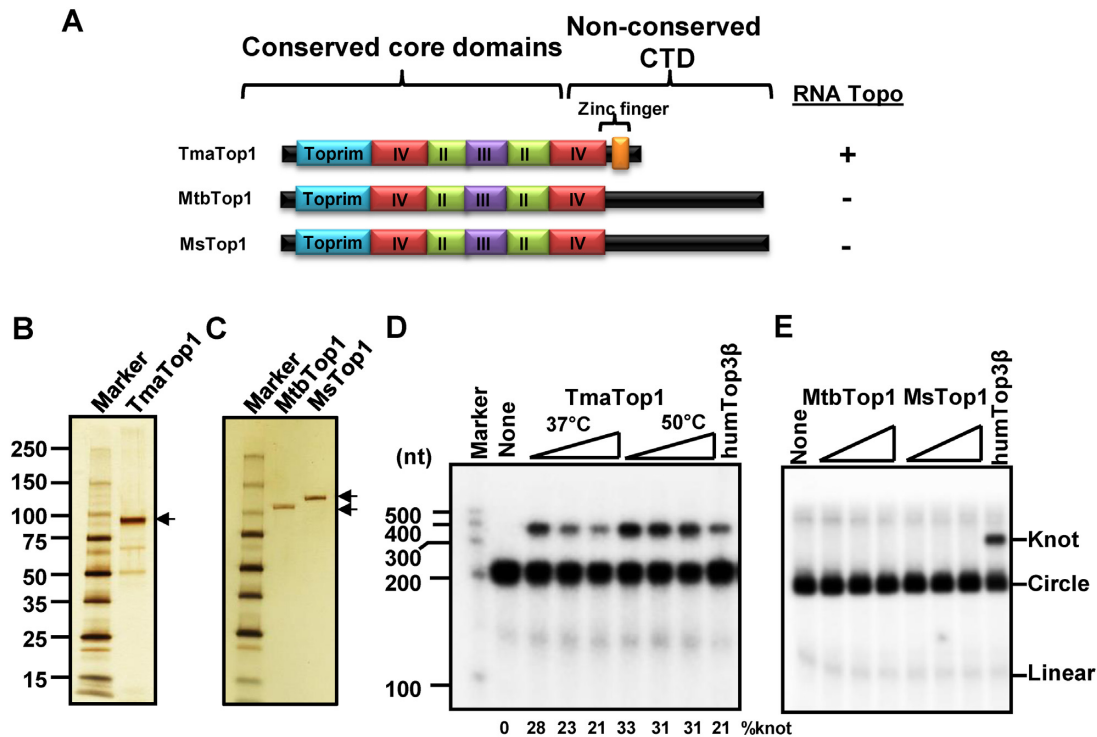 A
Conserved core domains
Non-conserved
CTD
RNA Topo
Zinc finger
TmaTop1
Toprim IV II III II IV
+
MtbTop1
Toprim IV II III II IV
-
MsTop1
Toprim IV II III II IV
-
B
Marker
TmaTop1
250
150
100
75
50
35
25
15
C
Marker
MtbTop1
MsTop1
D
Marker
None
TmaTop1
37°C
50°C
humTop3β
(nt)
500
400
300
200
100
0 28 23 21 33 31 31 21 %knot
E
None
MtbTop1
MsTop1
humTop3β
Knot
Circle
Linear